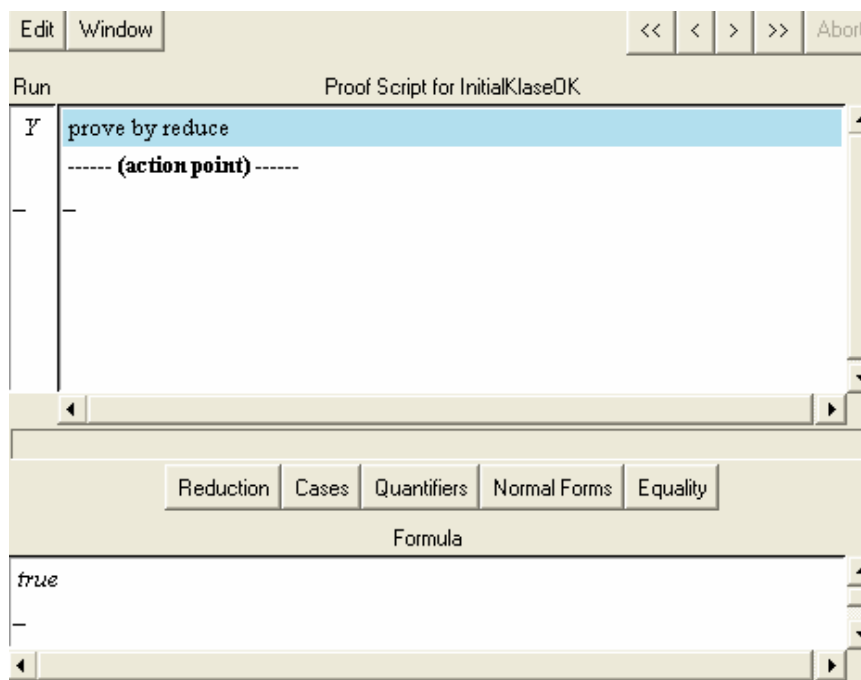 Edit Window << < > >> Abort
Run Proof Script for InitialKlaseOK
Y prove by reduce
------ (action point) ------
Reduction Cases Quantifiers Normal Forms Equality
Formula
true